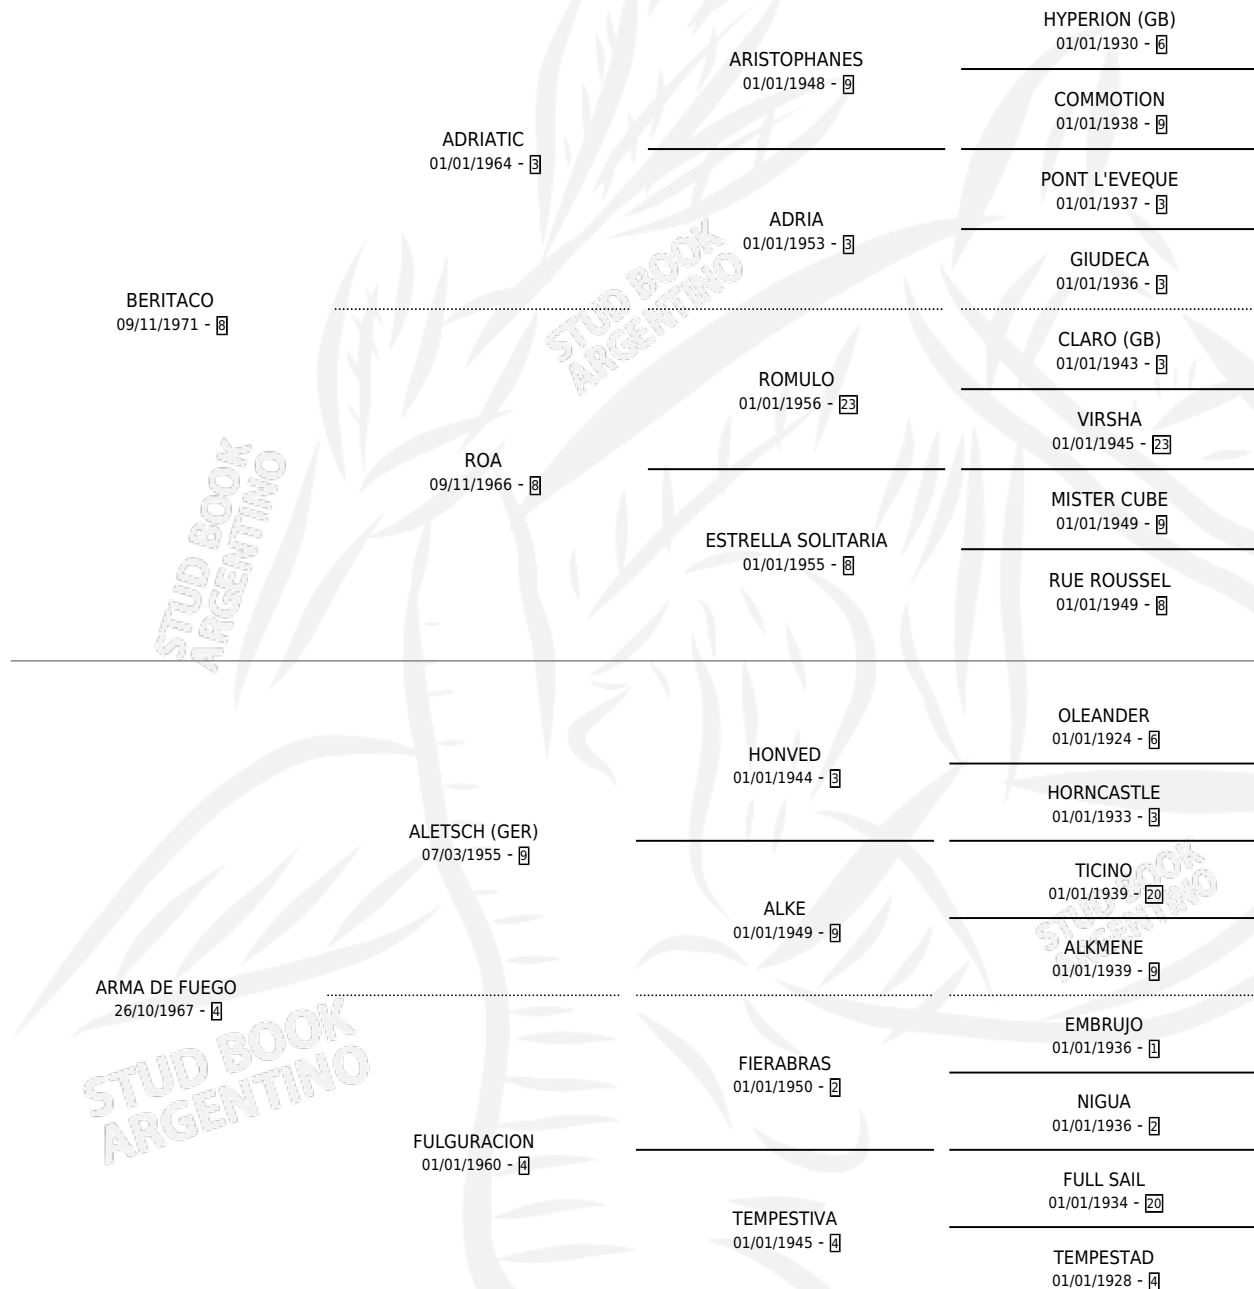 HYPERION (GB)
01/01/1930 - 6
ARISTOPHANES
01/01/1948 - 9
COMMOTION
01/01/1938 - 9
ADRIATIC
01/01/1964 - 3
PONT L'EVEQUE
01/01/1937 - 3
ADRIA
01/01/1953 - 3
GIUDECA
01/01/1936 - 3
BERITACO
09/11/1971 - 8
CLARO (GB)
01/01/1943 - 3
ROMULO
01/01/1956 - 23
VIRSHA
01/01/1945 - 23
ROA
09/11/1966 - 8
MISTER CUBE
01/01/1949 - 9
ESTRELLA SOLITARIA
01/01/1955 - 8
RUE ROUSSEL
01/01/1949 - 8
STUD BOOK
ARGENTINO
STUD BOOK
ARGENTINO
OLEANDER
01/01/1924 - 6
HONVED
01/01/1944 - 3
HORNCASTLE
01/01/1933 - 3
ALETSCH (GER)
07/03/1955 - 9
TICINO
01/01/1939 - 20
ALKE
01/01/1949 - 9
ALKMENE
01/01/1939 - 9
ARMA DE FUEGO
26/10/1967 - 4
EMBRUJO
01/01/1936 - 1
FIERABRAS
01/01/1950 - 2
NIGUA
01/01/1936 - 2
FULGURACION
01/01/1960 - 4
FULL SAIL
01/01/1934 - 20
TEMPESTIVA
01/01/1945 - 4
TEMPESTAD
01/01/1928 - 4
STUD BOOK
ARGENTINO
STUD BOOK
ARGENTINO